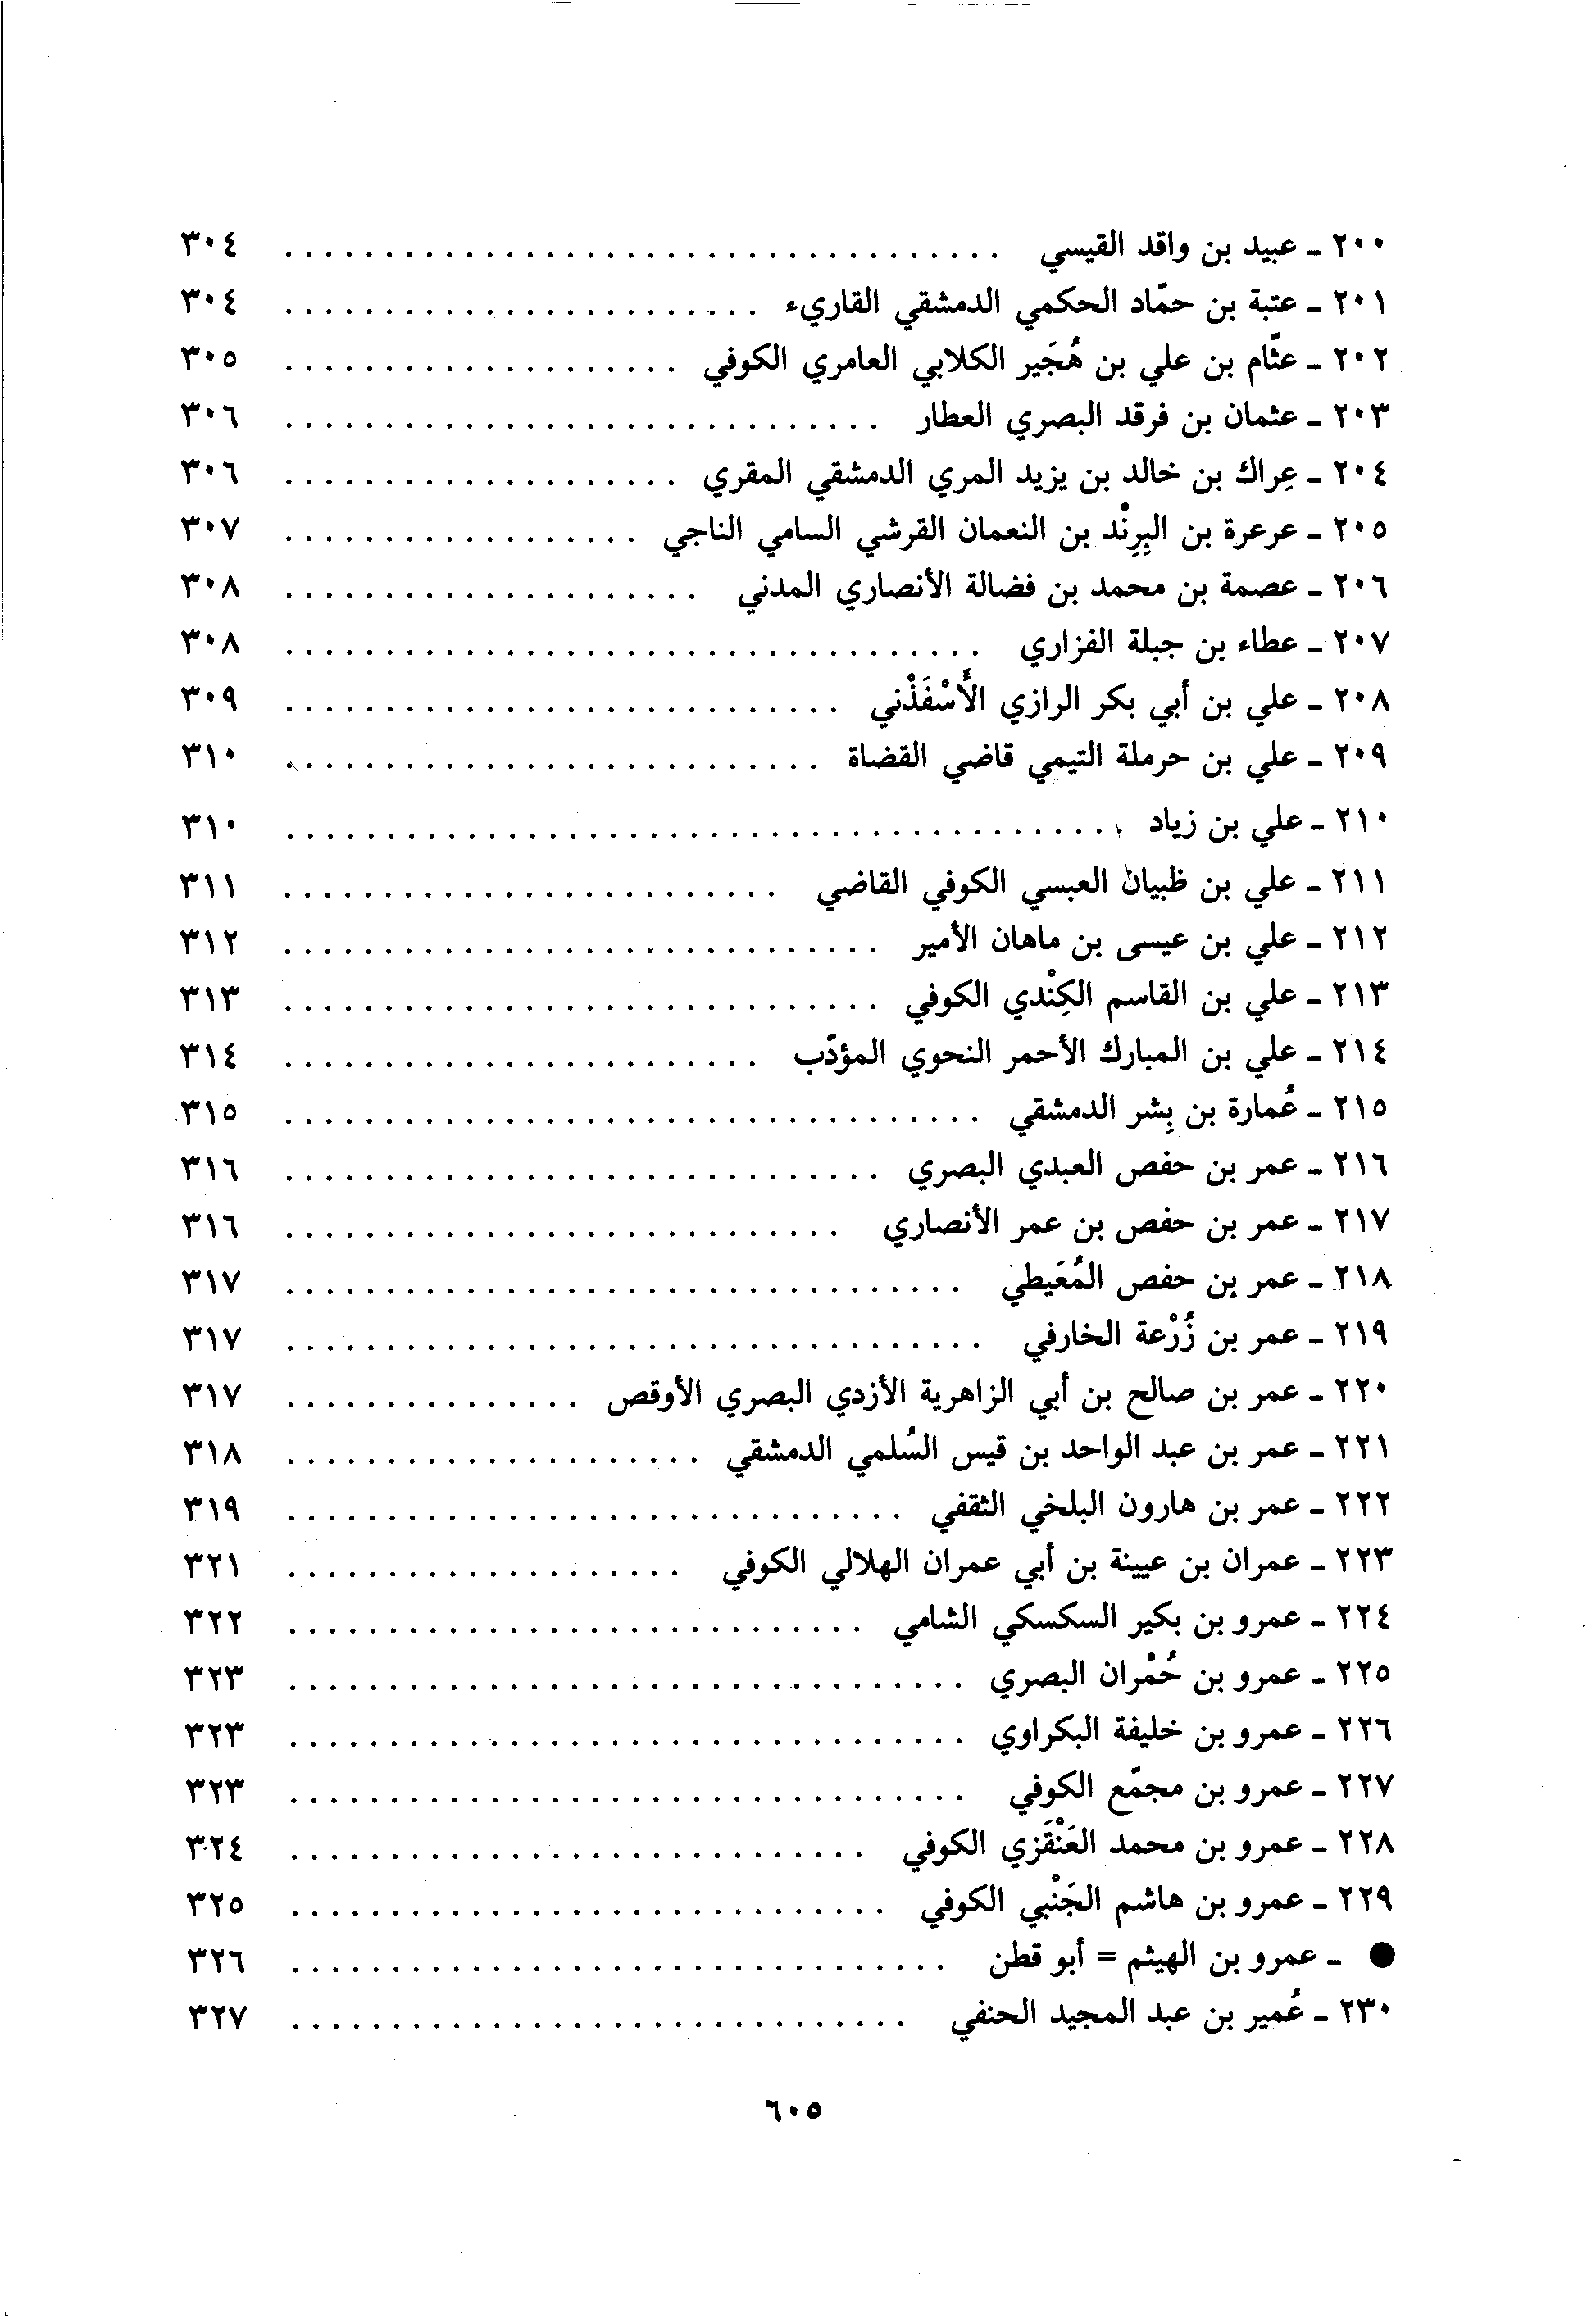 ٢٠٠ - عبيد بن واقد القيسي .................................... ٣٠٤
٢٠١ - عتبة بن حمّاد الحكمي الدمشقي القاريء ........................ ٣٠٤
٢٠٢ - عثّام بن علي بن هُجَير الكلابي العامري الكوفي .................... ٣٠٥
٢٠٣ - عثمان بن فرقد البصري العطار .............................. ٣٠٦
٢٠٤ - عِراك بن خالد بن يزيد المري الدمشقي المقري .................... ٣٠٦
٢٠٥ - عرعرة بن البِرِنْد بن النعمان القرشي السامي الناجي .................. ٣٠٧
٢٠٦ - عصمة بن محمد بن فضالة الأنصاري المدني ..................... ٣٠٨
٢٠٧ - عطاء بن جبلة الفزاري ................................... ٣٠٨
٢٠٨ - علي بن أبي بكر الرازي الأَسْفَذْني ............................ ٣٠٩
٢٠٩ - علي بن حرملة التيمي قاضي القضاة ........................... ٣١٠
٢١٠ - علي بن زياد .......................................... ٣١٠
٢١١ - علي بن ظبيان العبسي الكوفي القاضي ......................... ٣١١
٢١٢ - علي بن عيسى بن ماهان الأمير .............................. ٣١٢
٢١٣ - علي بن القاسم الكِنْدي الكوفي .............................. ٣١٣
٢١٤ - علي بن المبارك الأحمر النحوي المؤدّب ........................ ٣١٤
٢١٥ - عُمارة بن بِشر الدمشقي ................................... ٣١٥
٢١٦ - عمر بن حفص العبدي البصري .............................. ٣١٦
٢١٧ - عمر بن حفص بن عمر الأنصاري ............................ ٣١٦
٢١٨ - عمر بن حفص المُعَيطي .................................. ٣١٧
٢١٩ - عمر بن زُرْعة الخارفي ................................... ٣١٧
٢٢٠ - عمر بن صالح بن أبي الزاهرية الأزدي البصري الأوقص ............... ٣١٧
٢٢١ - عمر بن عبد الواحد بن قيس السُلمي الدمشقي ..................... ٣١٨
٢٢٢ - عمر بن هارون البلخي الثقفي ............................... ٣١٩
٢٢٣ - عمران بن عيينة بن أبي عمران الهلالي الكوفي .................... ٣٢١
٢٢٤ - عمرو بن بكير السكسكي الشامي ............................. ٣٢٢
٢٢٥ - عمرو بن حُمْران البصري .................................. ٣٢٣
٢٢٦ - عمرو بن خليفة البكراوي .................................. ٣٢٣
٢٢٧ - عمرو بن مجمّع الكوفي .................................. ٣٢٣
٢٢٨ - عمرو بن محمد العَنْقَزي الكوفي ............................. ٣٢٤
٢٢٩ - عمرو بن هاشم الجَنْبي الكوفي .............................. ٣٢٥
● - عمرو بن الهيثم = أبو قطن ................................. ٣٢٦
٢٣٠ - عُمير بن عبد المجيد الحنفي ............................... ٣٢٧
٦٠٥